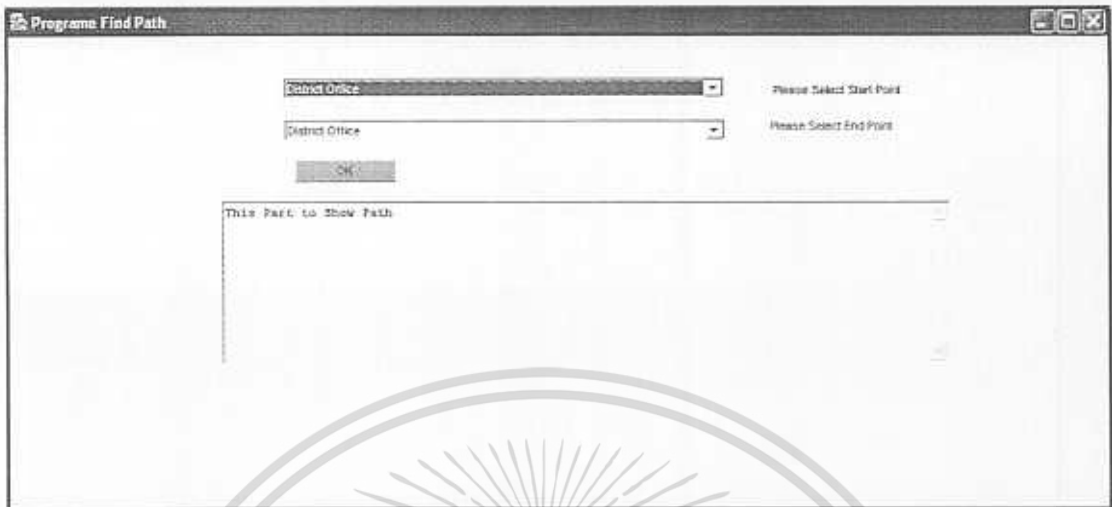 Programe Find Path
District Office Please Select Start Point
District Office Please Select End Point
OK
This Part to Show Path